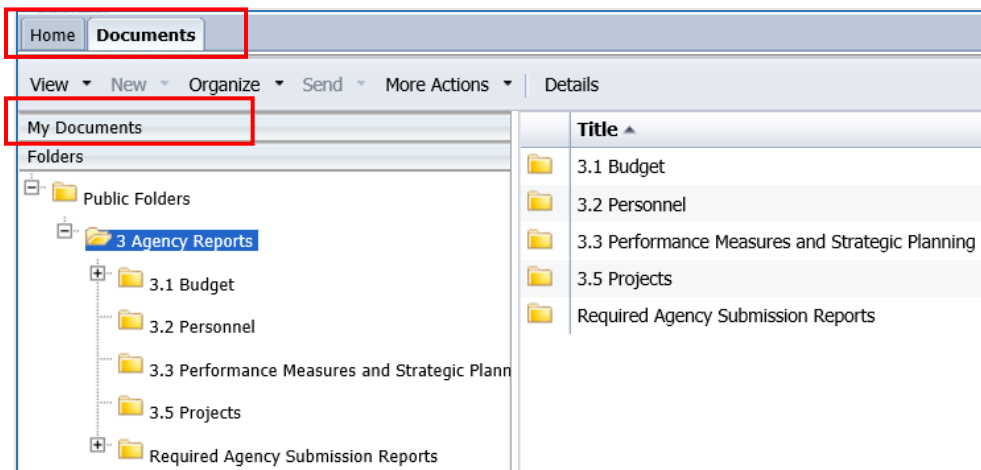 Home Documents
View New Organize Send More Actions Details
My Documents
Folders
Public Folders
3 Agency Reports
3.1 Budget
3.2 Personnel
3.3 Performance Measures and Strategic Plann
3.5 Projects
Required Agency Submission Reports
Title
3.1 Budget
3.2 Personnel
3.3 Performance Measures and Strategic Planning
3.5 Projects
Required Agency Submission Reports